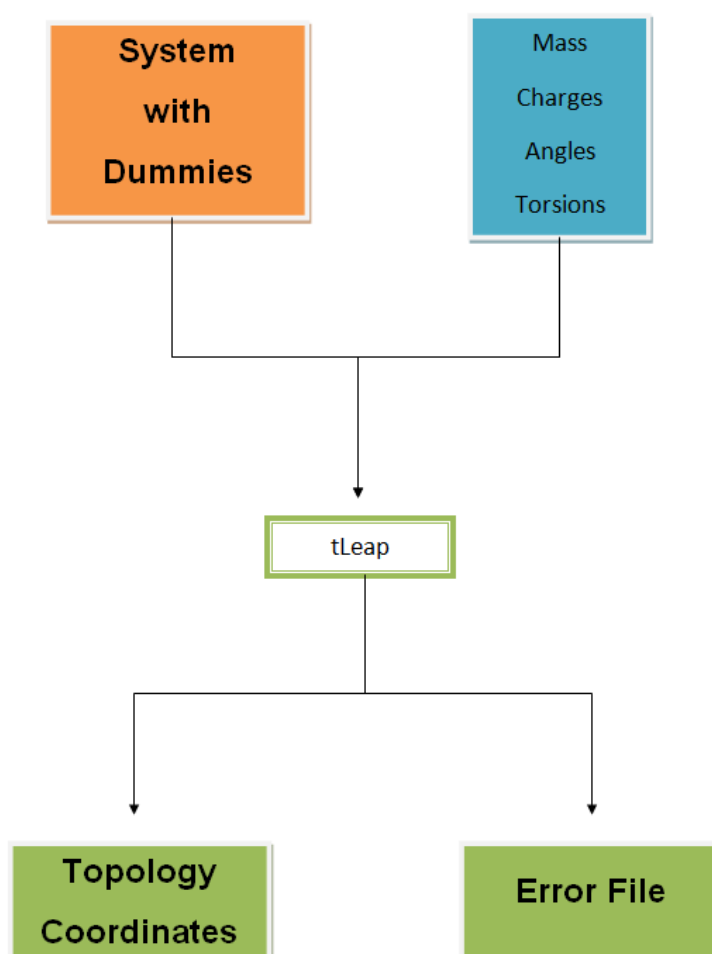 System
with
Dummies
Mass
Charges
Angles
Torsions
tLeap
Topology
Coordinates
Error File